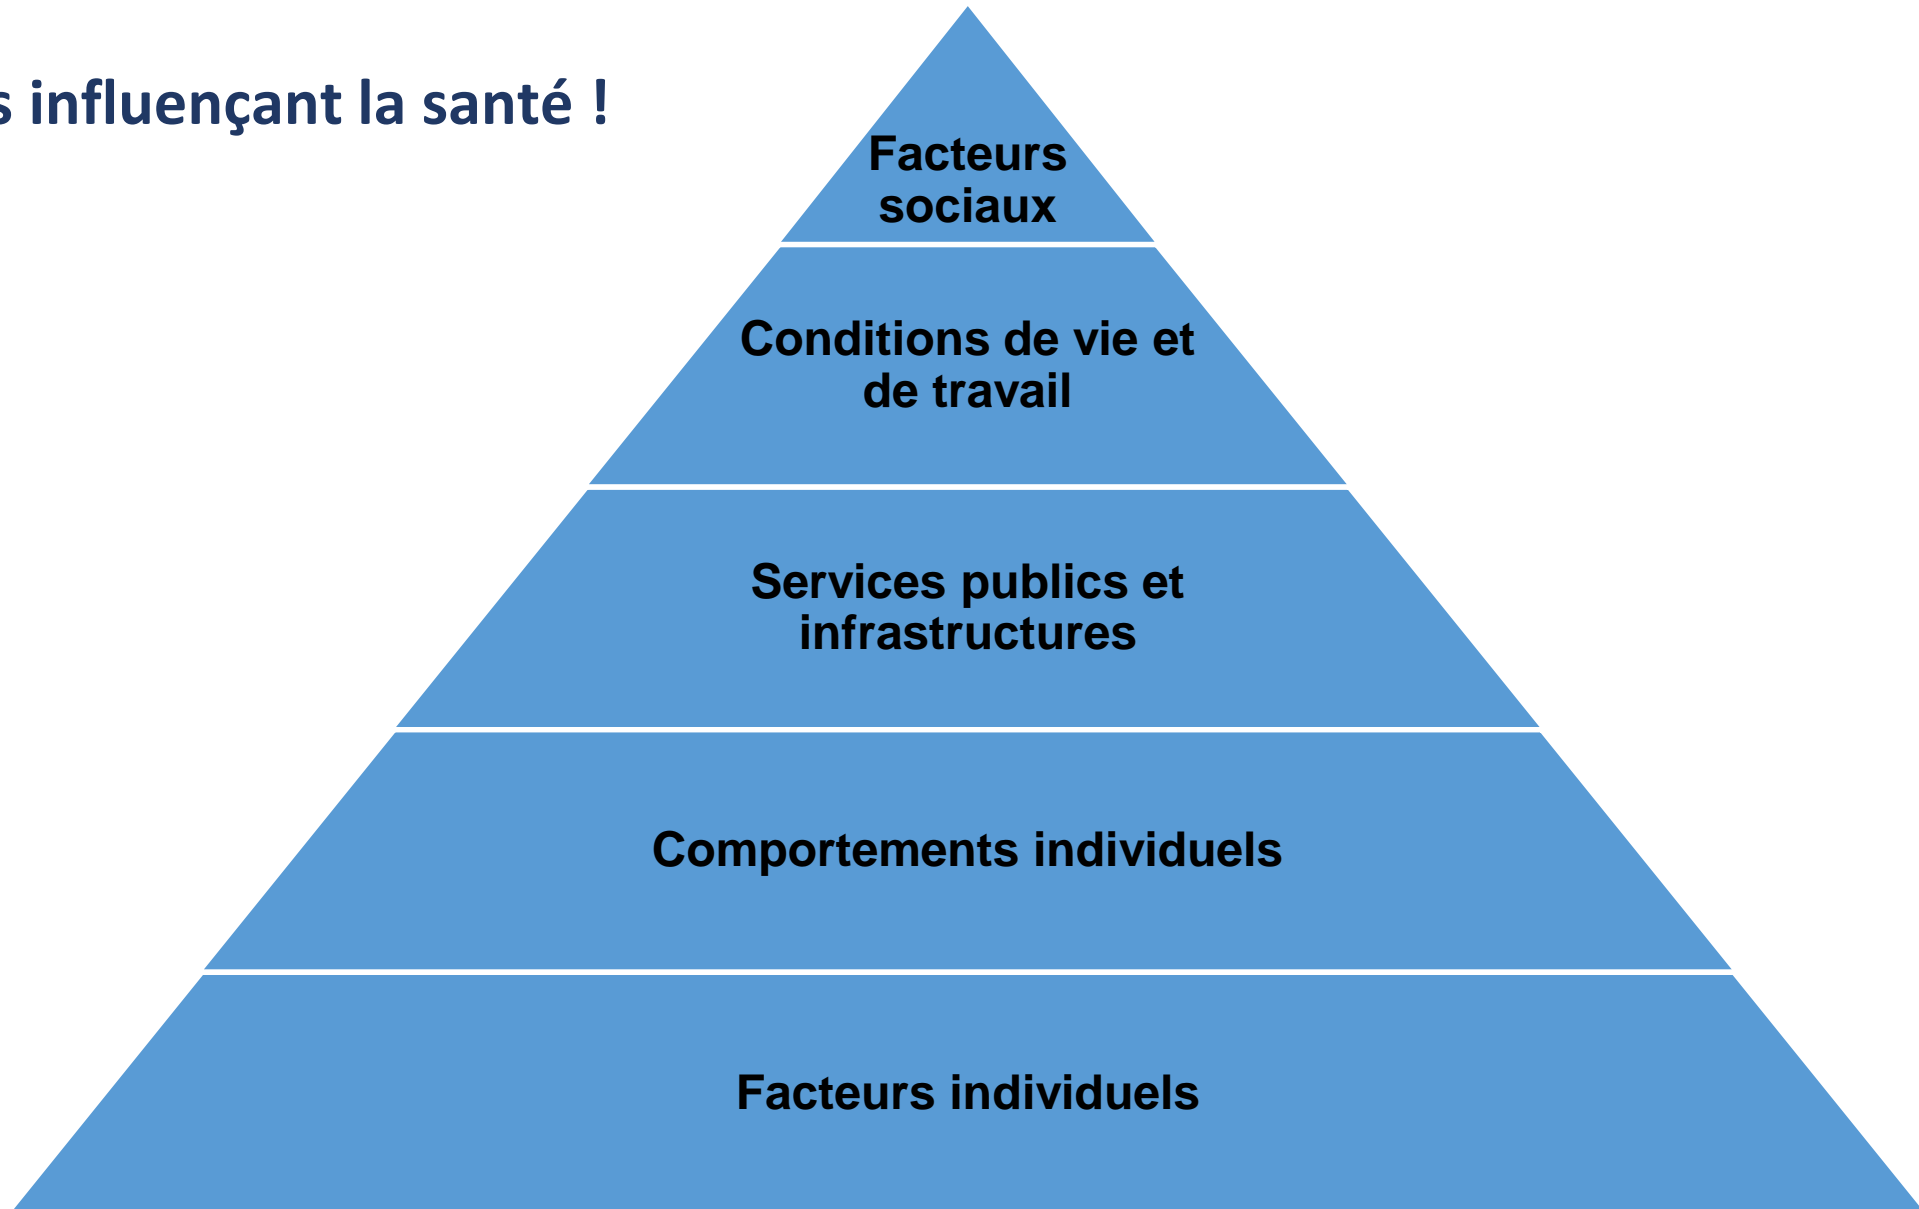 s influençant la santé !
Facteurs
sociaux
Conditions de vie et
de travail
Services publics et
infrastructures
Comportements individuels
Facteurs individuels